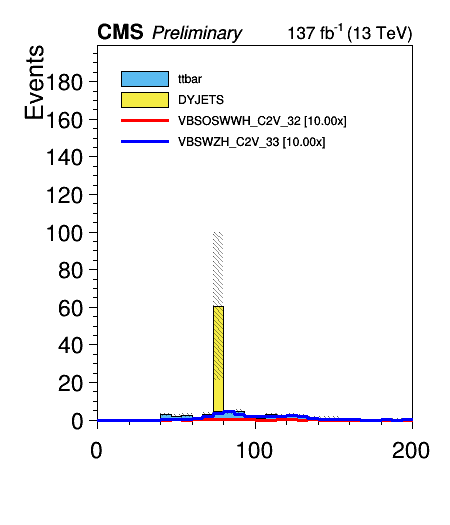 CMS Preliminary 137 fb-1 (13 TeV)
Events
ttbar
DYJETS
VBSOSWWH_C2V_32 [10.00x]
VBSWZH_C2V_33 [10.00x]
180
160
140
120
100
80
60
40
20
0
0 100 200